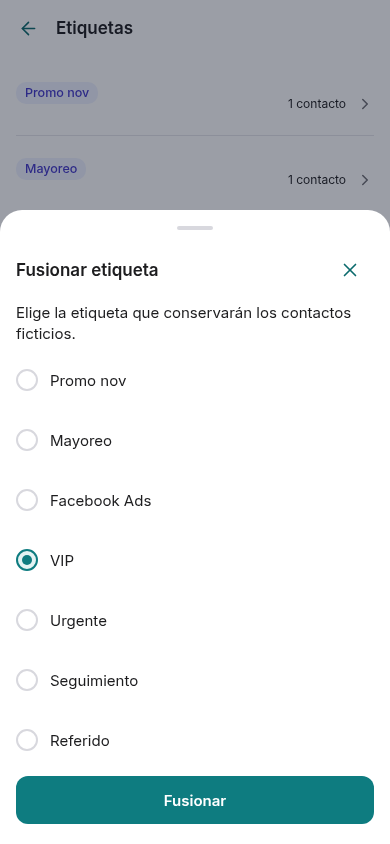 Etiquetas
Promo nov
1 contacto
Mayoreo
1 contacto
Fusionar etiqueta
Elige la etiqueta que conservarán los contactos
ficticios.
Promo nov
Mayoreo
Facebook Ads
VIP
Urgente
Seguimiento
Referido
Fusionar